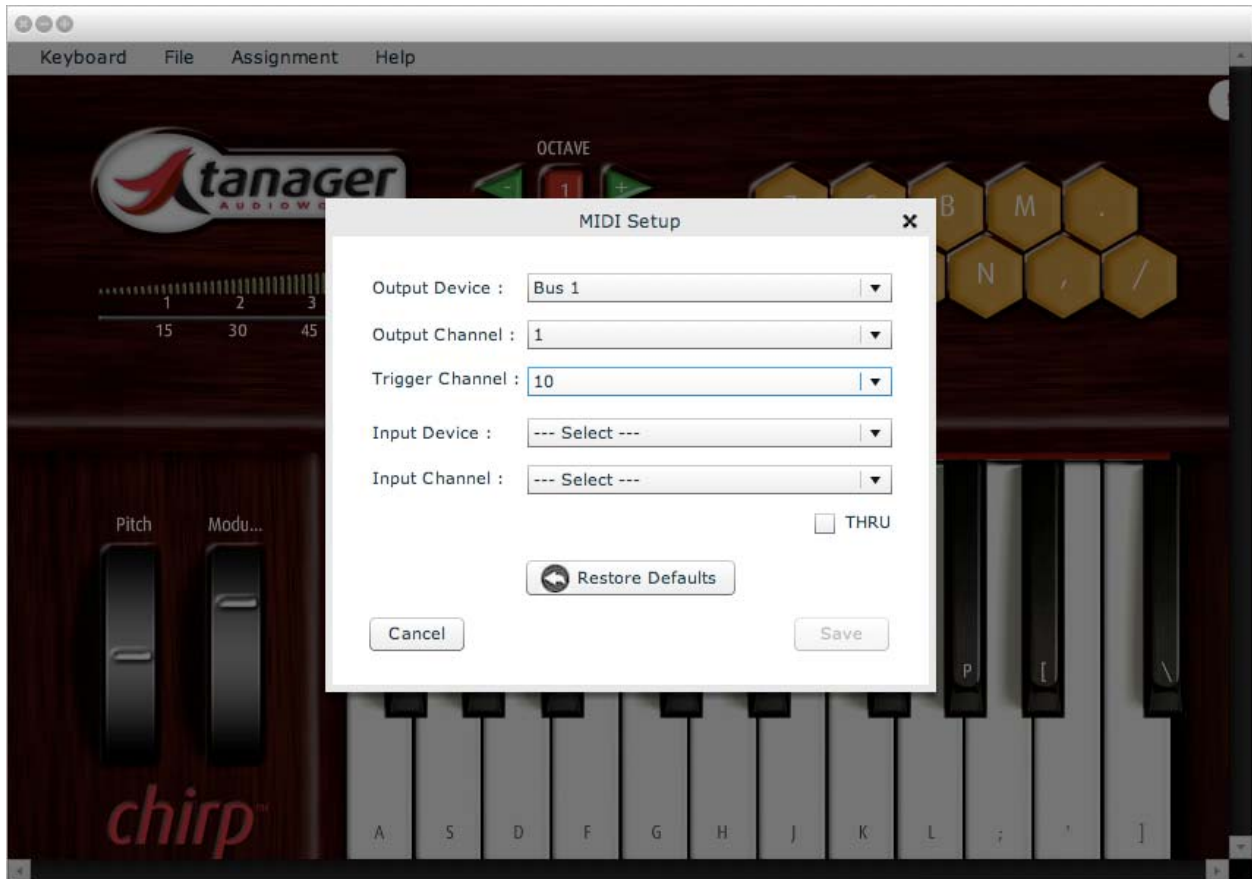 Keyboard File Assignment Help
tanager
AUDIOWO
OCTAVE
- 1 +
B M .
N , /
1 2 3
15 30 45
MIDI Setup
Output Device : Bus 1
Output Channel : 1
Trigger Channel : 10
Input Device : --- Select ---
Input Channel : --- Select ---
THRU
Restore Defaults
Cancel Save
Pitch Modu...
P [ \
chirp™
A S D F G H J K L ; ' ]